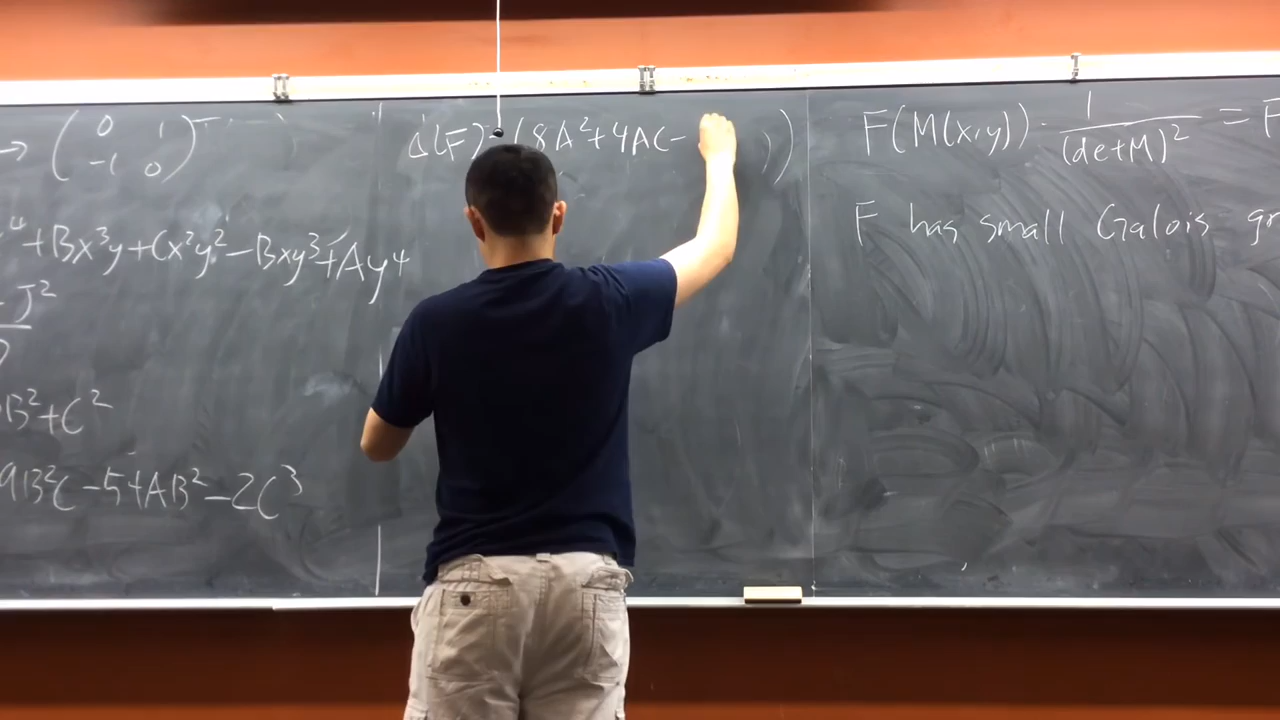 → ( 0 1
-1 0 )
⁴+Bx³y+Cx²y²-Bxy³+Ay⁴
- J²
B²+C²
9B²C-54AB²-2C³
Δ(F) = (8A²+4AC- ))
F(M(x,y)) · 1/(det M)² = F
F has small Galois gr